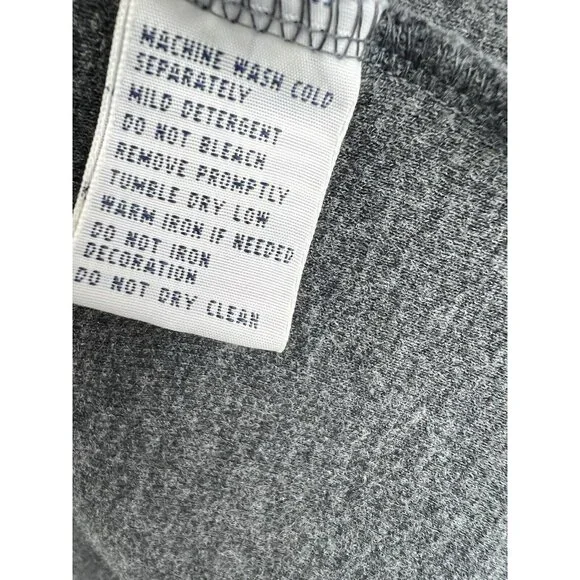 MACHINE WASH COLD
SEPARATELY
MILD DETERGENT
DO NOT BLEACH
REMOVE PROMPTLY
TUMBLE DRY LOW
WARM IRON IF NEEDED
DO NOT IRON
DECORATION
DO NOT DRY CLEAN